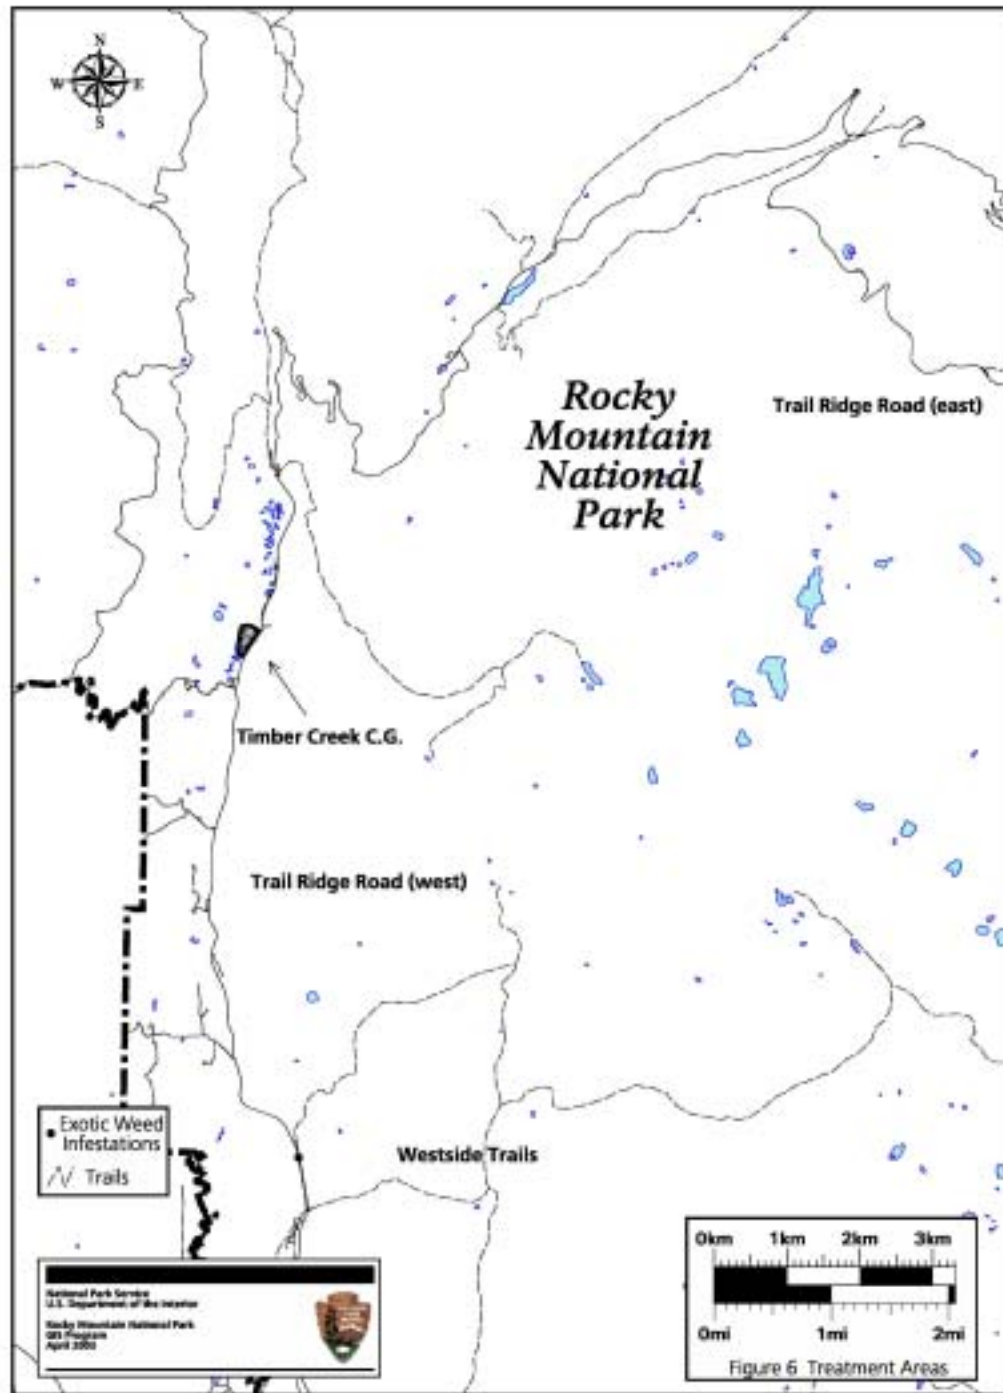 N
W E
S
Rocky
Mountain
National
Park
Trail Ridge Road (east)
Timber Creek C.G.
Trail Ridge Road (west)
Westside Trails
Exotic Weed
Infestations
Trails
National Park Service
U.S. Department of the Interior
Rocky Mountain National Park
GIS Program
April 2003
0km 1km 2km 3km
0mi 1mi 2mi
Figure 6 Treatment Areas